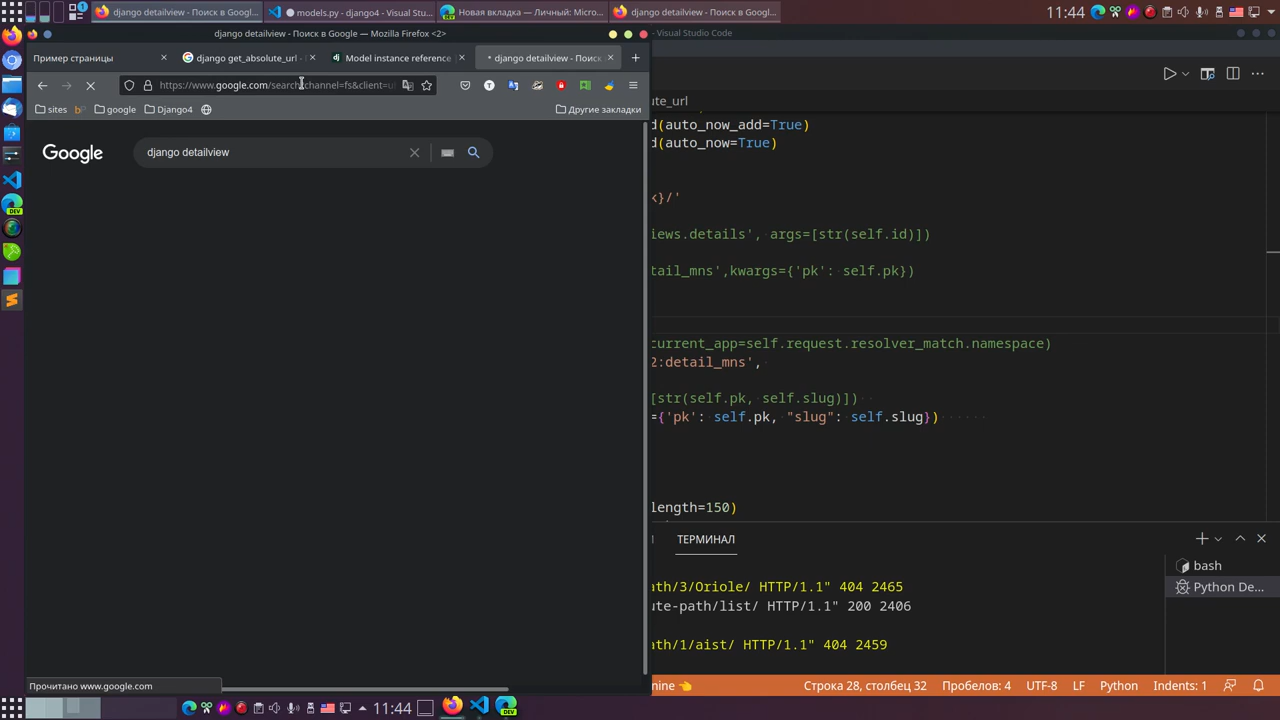 django detailview - Поиск в Google...
models.py - django4 - Visual Stu...
Новая вкладка — Личный: Micro...
django detailview - Поиск в Google...
11:44
django detailview - Поиск в Google — Mozilla Firefox <2>
- Visual Studio Code
Пример страницы
django get_absolute_url -
Model instance reference
django detailview - Поиск
https://www.google.com/search?channel=fs&client=u
ute_url
sites
google
Django4
Другие закладки
d(auto_now_add=True)
d(auto_now=True)
Google
django detailview
k}/'
iews.details', args=[str(self.id)])
tail_mns',kwargs={'pk': self.pk})
current_app=self.request.resolver_match.namespace)
2:detail_mns',
[str(self.pk, self.slug)])
={'pk': self.pk, "slug": self.slug})
length=150)
ТЕРМИНАЛ
bash
ath/3/Oriole/ HTTP/1.1" 404 2465
Python De...
ute-path/list/ HTTP/1.1" 200 2406
ath/1/aist/ HTTP/1.1" 404 2459
Прочитано www.google.com
nine
Строка 28, столбец 32
Пробелов: 4
UTF-8
LF
Python
Indents: 1
11:44